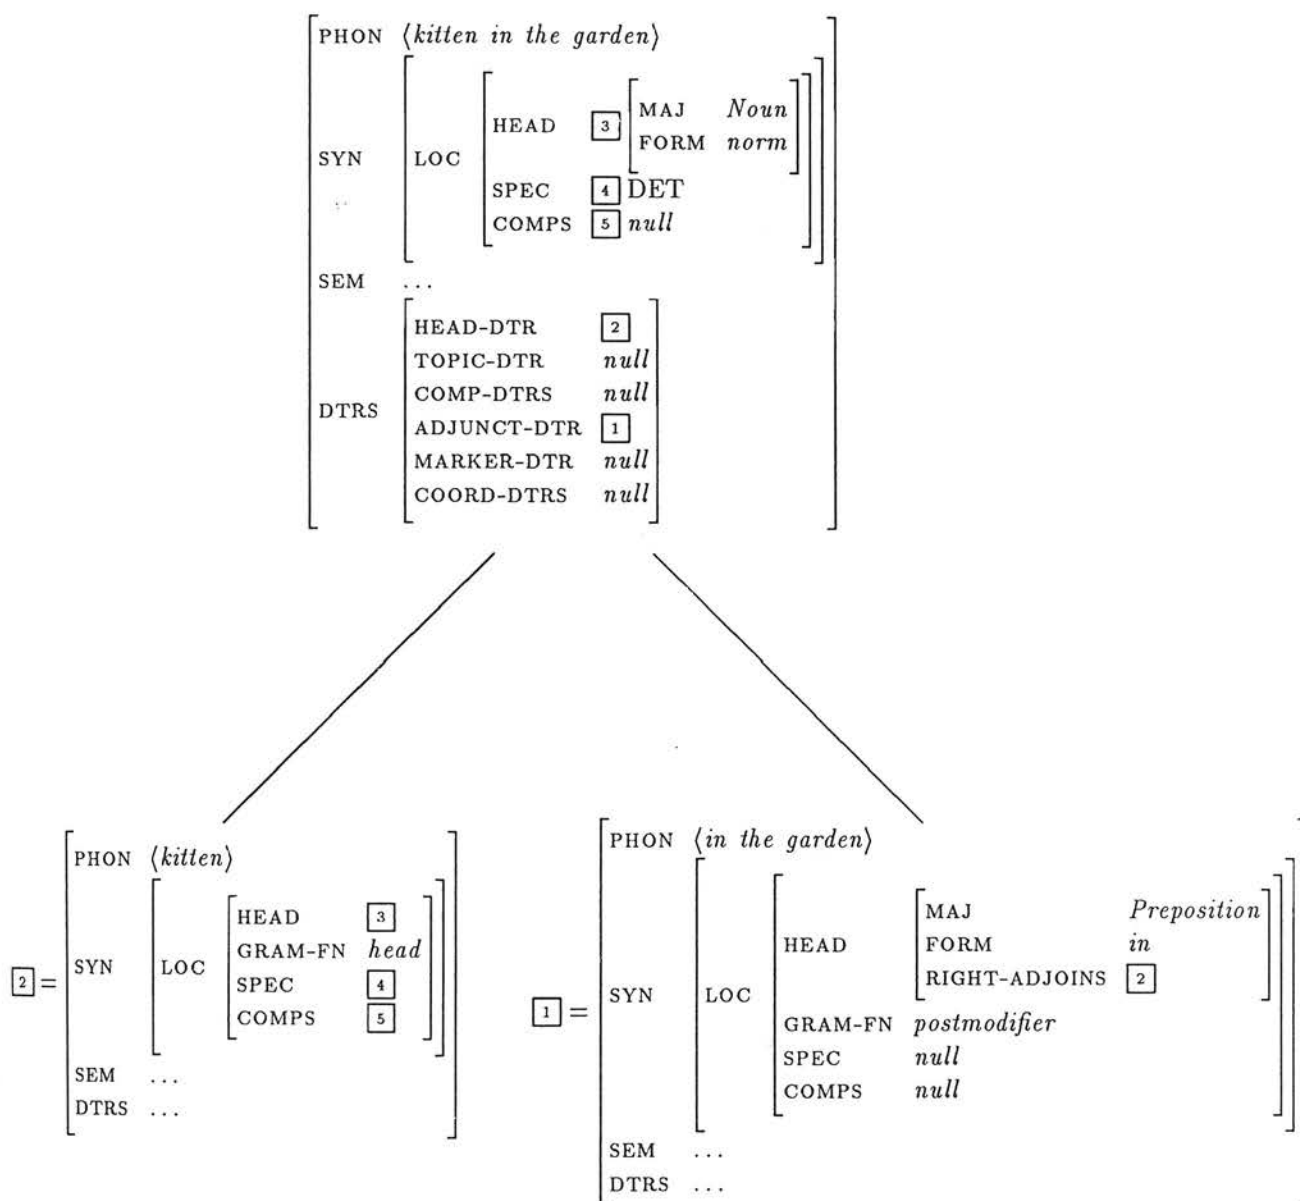 PHON ⟨kitten in the garden⟩
HEAD 3 MAJ Noun
FORM norm
SYN LOC
SPEC 4 DET
COMPS 5 null
SEM ...
HEAD-DTR 2
TOPIC-DTR null
COMP-DTRS null
DTRS
ADJUNCT-DTR 1
MARKER-DTR null
COORD-DTRS null
2 =
PHON ⟨kitten⟩
HEAD 3
GRAM-FN head
SYN LOC
SPEC 4
COMPS 5
SEM ...
DTRS ...
1 =
PHON ⟨in the garden⟩
MAJ Preposition
HEAD FORM in
RIGHT-ADJOINS 2
SYN LOC
GRAM-FN postmodifier
SPEC null
COMPS null
SEM ...
DTRS ...